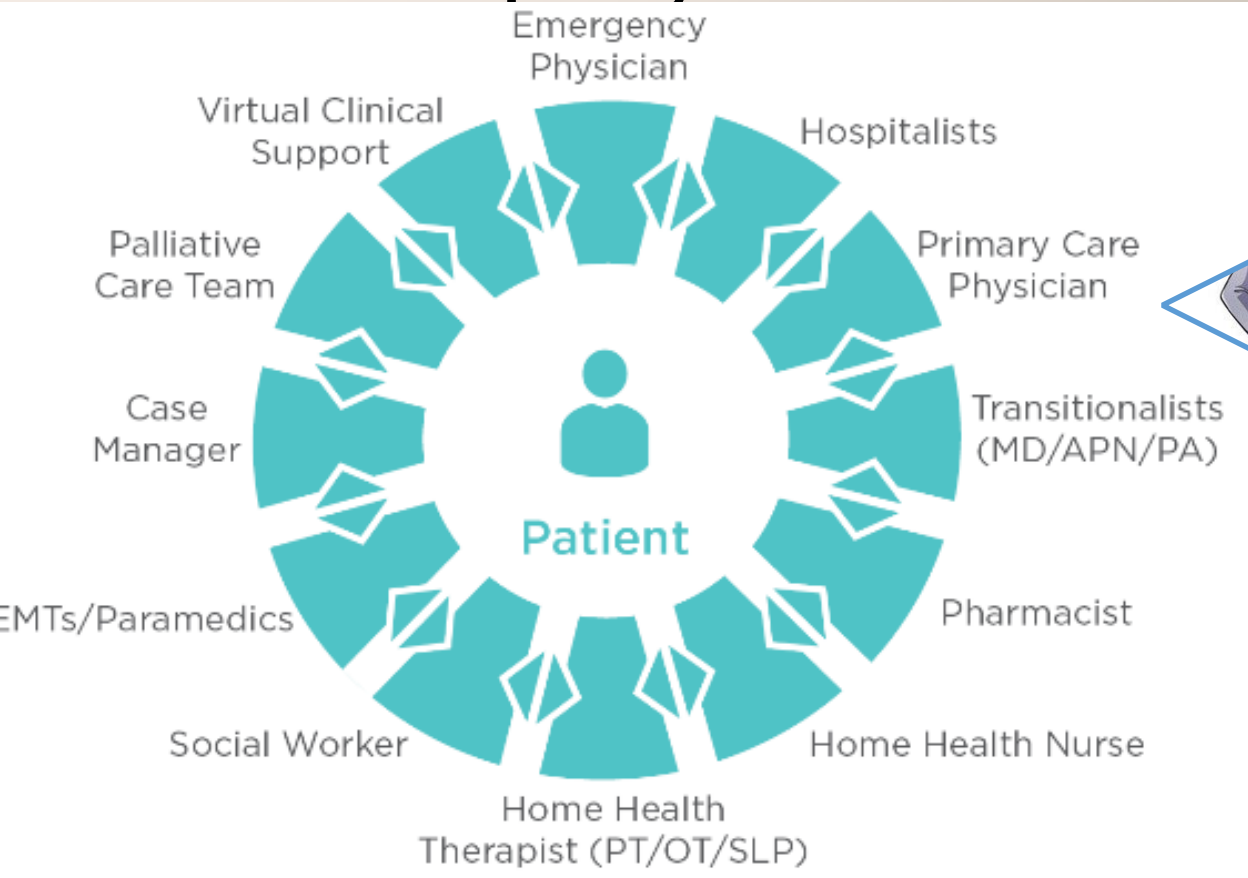 Emergency
Physician
Virtual Clinical
Support
Hospitalists
Palliative
Care Team
Primary Care
Physician
Case
Manager
Transitionalists
(MD/APN/PA)
Patient
EMTs/Paramedics
Pharmacist
Social Worker
Home Health Nurse
Home Health
Therapist (PT/OT/SLP)